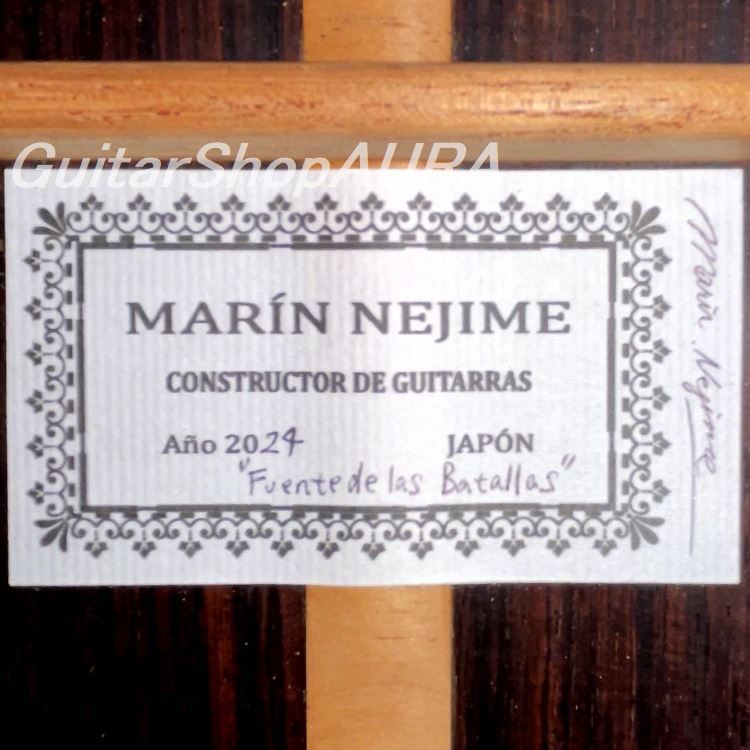 GuitarShopAURA
MARÍN NEJIME
CONSTRUCTOR DE GUITARRAS
Año 2024 JAPÓN
"Fuente de las Batallas"
Marín. Nejime